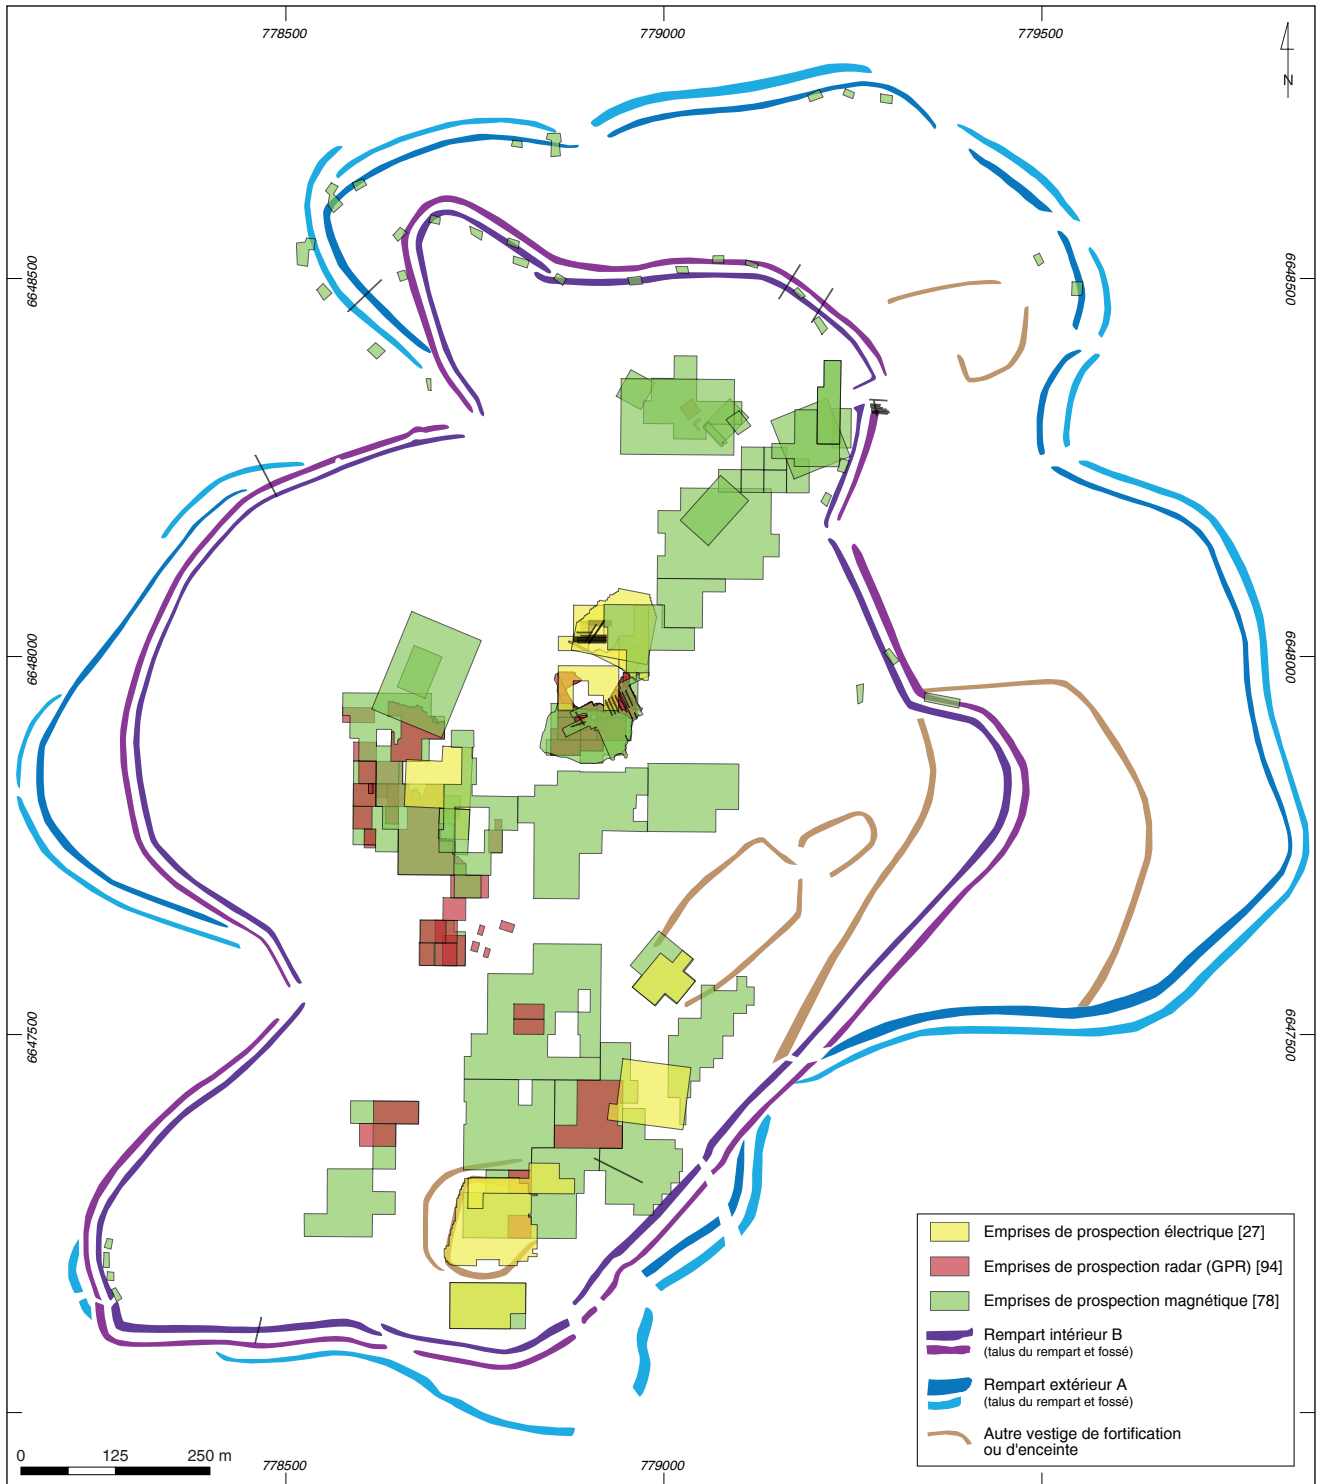 778500
779000
779500
N
6648500
6648500
6648000
6648000
6647500
6647500
Emprises de prospection électrique [27]
Emprises de prospection radar (GPR) [94]
Emprises de prospection magnétique [78]
Rempart intérieur B
(talus du rempart et fossé)
Rempart extérieur A
(talus du rempart et fossé)
Autre vestige de fortification
ou d'enceinte
0 125 250 m
778500
779000